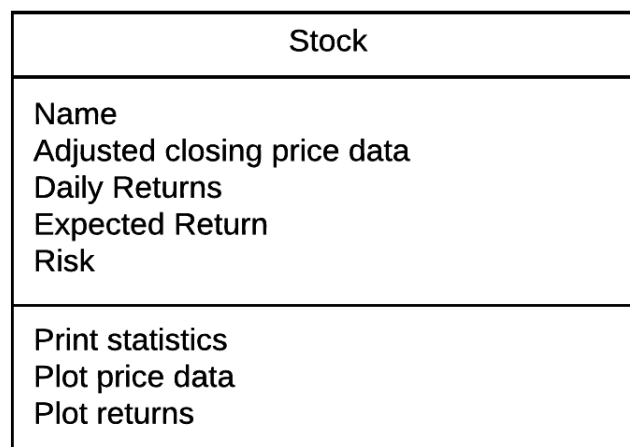 Stock
Name
Adjusted closing price data
Daily Returns
Expected Return
Risk
Print statistics
Plot price data
Plot returns